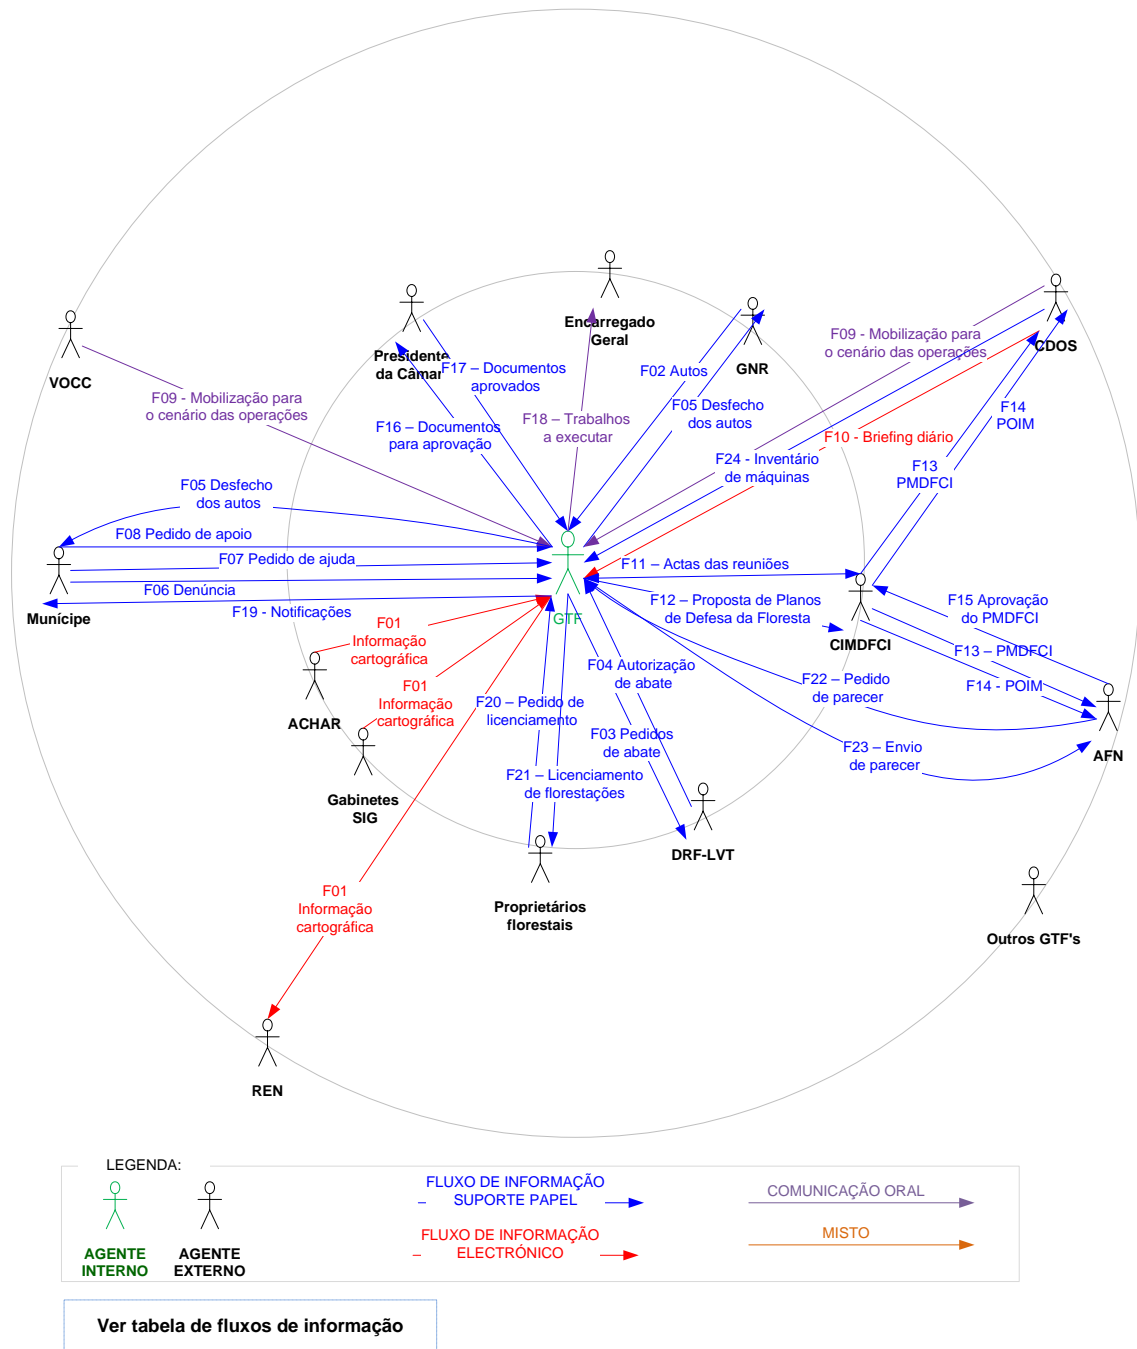 Encarregado
Geral
Presidente
da Câmar
GNR
VOCC
CDOS
F09 - Mobilização para
o cenário das operações
F17 – Documentos
aprovados
F02 Autos
F09 - Mobilização para
o cenário das operações
F16 – Documentos
para aprovação
F18 – Trabalhos
a executar
F05 Desfecho
dos autos
F14
POIM
F10 - Briefing diário
F24 - Inventário
de máquinas
F13
PMDFCI
F05 Desfecho
dos autos
F08 Pedido de apoio
F07 Pedido de ajuda
F06 Denúncia
F19 - Notificações
Munícipe
GTF
F11 – Actas das reuniões
F12 – Proposta de Planos
de Defesa da Floresta
CIMDFCI
F15 Aprovação
do PMDFCI
F13 – PMDFCI
F14 - POIM
F01
Informação
cartográfica
ACHAR
F01
Informação
cartográfica
Gabinetes
SIG
F20 – Pedido de
licenciamento
F04 Autorização
de abate
F03 Pedidos
de abate
F21 – Licenciamento
de florestações
F22 – Pedido
de parecer
F23 – Envio
de parecer
AFN
DRF-LVT
Proprietários
florestais
F01
Informação
cartográfica
Outros GTF's
REN
LEGENDA:
AGENTE
INTERNO
AGENTE
EXTERNO
FLUXO DE INFORMAÇÃO
SUPORTE PAPEL
FLUXO DE INFORMAÇÃO
ELECTRÓNICO
COMUNICAÇÃO ORAL
MISTO
Ver tabela de fluxos de informação